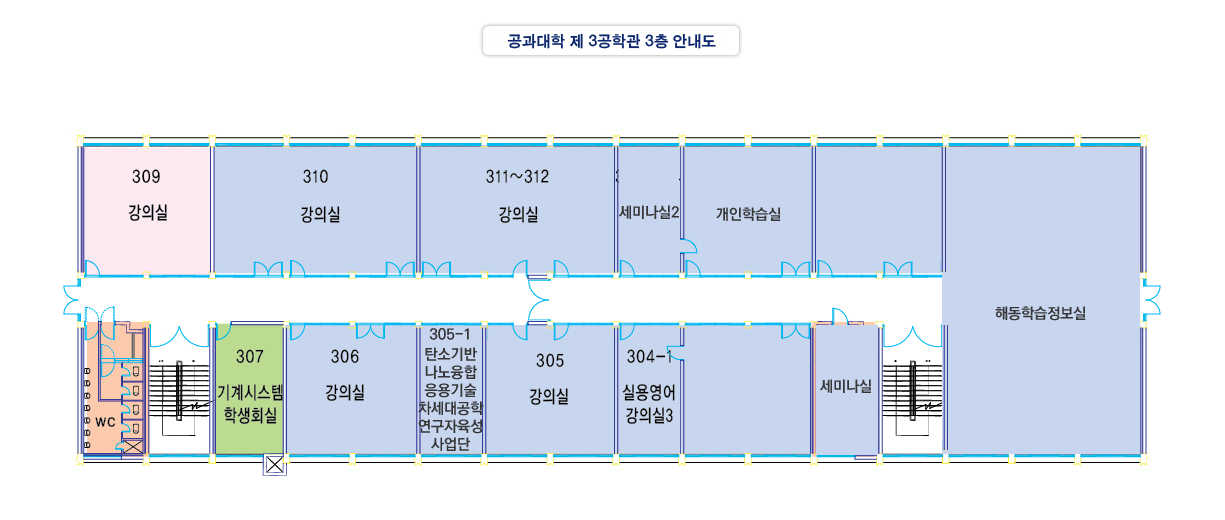 공과대학 제 3공학관 3층 안내도
309
강의실
310
강의실
311~312
강의실
세미나실2
개인학습실
해동학습정보실
WC
307
기계시스템
학생회실
306
강의실
305-1
탄소기반
나노융합
응용기술
차세대공학
연구자육성
사업단
305
강의실
304-1
실용영어
강의실3
세미나실